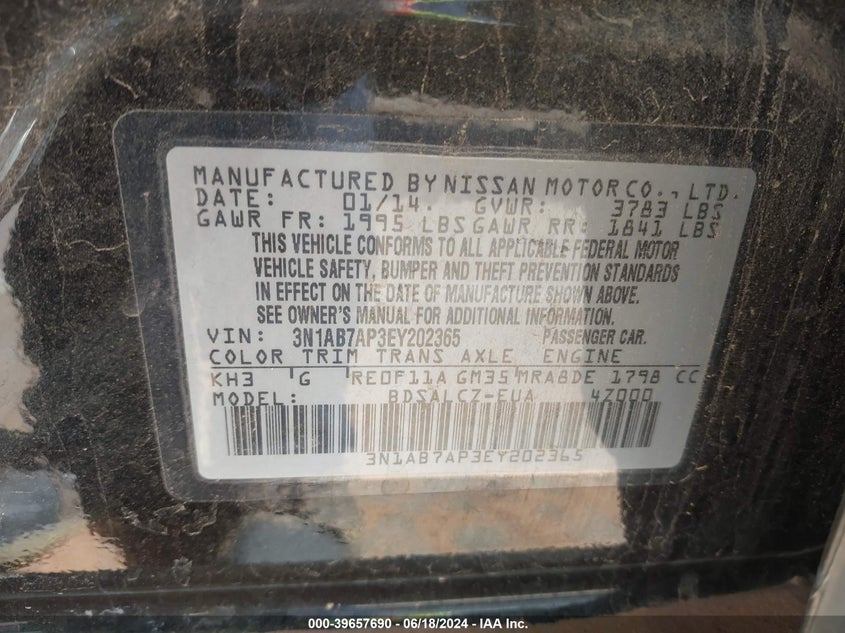 MANUFACTURED BY NISSAN MOTOR CO., LTD.
DATE: 01/14. GVWR: 3783 LBS
GAWR FR: 1995 LBS GAWR RR: 1841 LBS
THIS VEHICLE CONFORMS TO ALL APPLICABLE FEDERAL MOTOR
VEHICLE SAFETY, BUMPER AND THEFT PREVENTION STANDARDS
IN EFFECT ON THE DATE OF MANUFACTURE SHOWN ABOVE.
SEE OWNER'S MANUAL FOR ADDITIONAL INFORMATION.
VIN: 3N1AB7AP3EY202365 PASSENGER CAR.
COLOR TRIM TRANS AXLE ENGINE
KH3 G RE0F11A GM35 MRA8DE 1798 CC
MODEL: BDSALCZ-EUA 4Z000
3N1AB7AP3EY202365
000-39657690 - 06/18/2024 - IAA Inc.